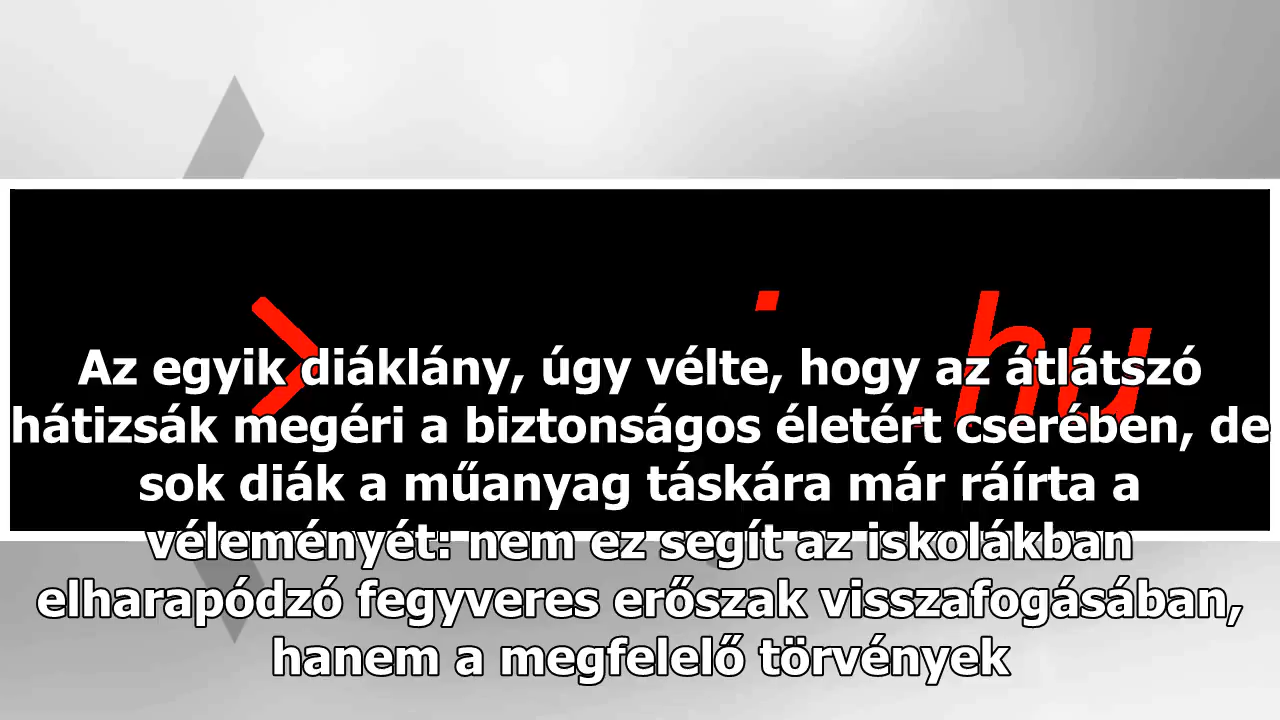 .hu
Az egyik diáklány, úgy vélte, hogy az átlátszó
hátizsák megéri a biztonságos életért cserében, de
sok diák a műanyag táskára már ráírta a
véleményét: nem ez segít az iskolákban
elharapódzó fegyveres erőszak visszafogásában,
hanem a megfelelő törvények